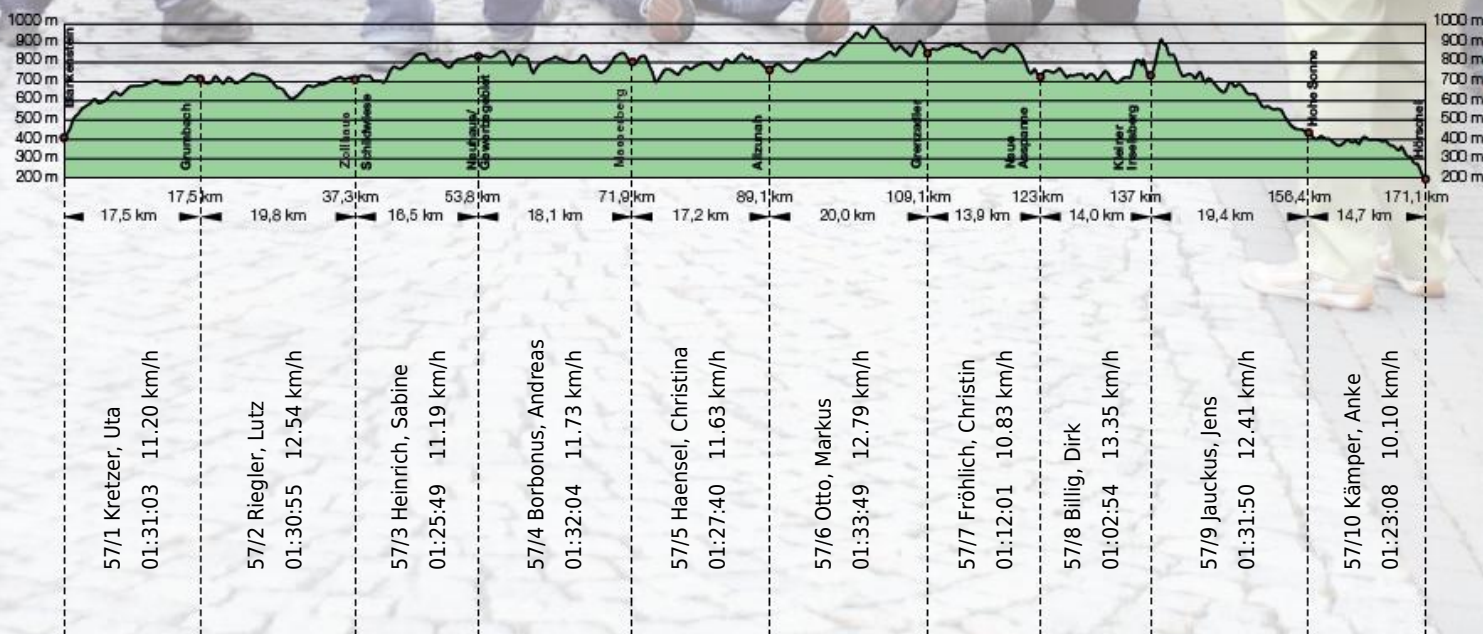 1000 m
900 m
800 m
700 m
600 m
500 m
400 m
300 m
200 m
1000 m
900 m
800 m
700 m
600 m
500 m
400 m
300 m
200 m
Blankenstein
Grumbach
Zollhaus
Schildwiese
Neuhaus/
Gewerbegebiet
Masserberg
Allzunah
Grenzadler
Neue
Ausspanne
Kleiner
Inselsberg
Hohe Sonne
Hörschel
17,5 km
37,3 km
53,8 km
71,9 km
89,1 km
109,1 km
123 km
137 km
156,4 km
171,1 km
17,5 km
19,8 km
16,5 km
18,1 km
17,2 km
20,0 km
13,9 km
14,0 km
19,4 km
14,7 km
57/1 Kretzer, Uta
01:31:03 11.20 km/h
57/2 Riegler, Lutz
01:30:55 12.54 km/h
57/3 Heinrich, Sabine
01:25:49 11.19 km/h
57/4 Borbonus, Andreas
01:32:04 11.73 km/h
57/5 Haensel, Christina
01:27:40 11.63 km/h
57/6 Otto, Markus
01:33:49 12.79 km/h
57/7 Fröhlich, Christin
01:12:01 10.83 km/h
57/8 Billig, Dirk
01:02:54 13.35 km/h
57/9 Jauckus, Jens
01:31:50 12.41 km/h
57/10 Kämper, Anke
01:23:08 10.10 km/h